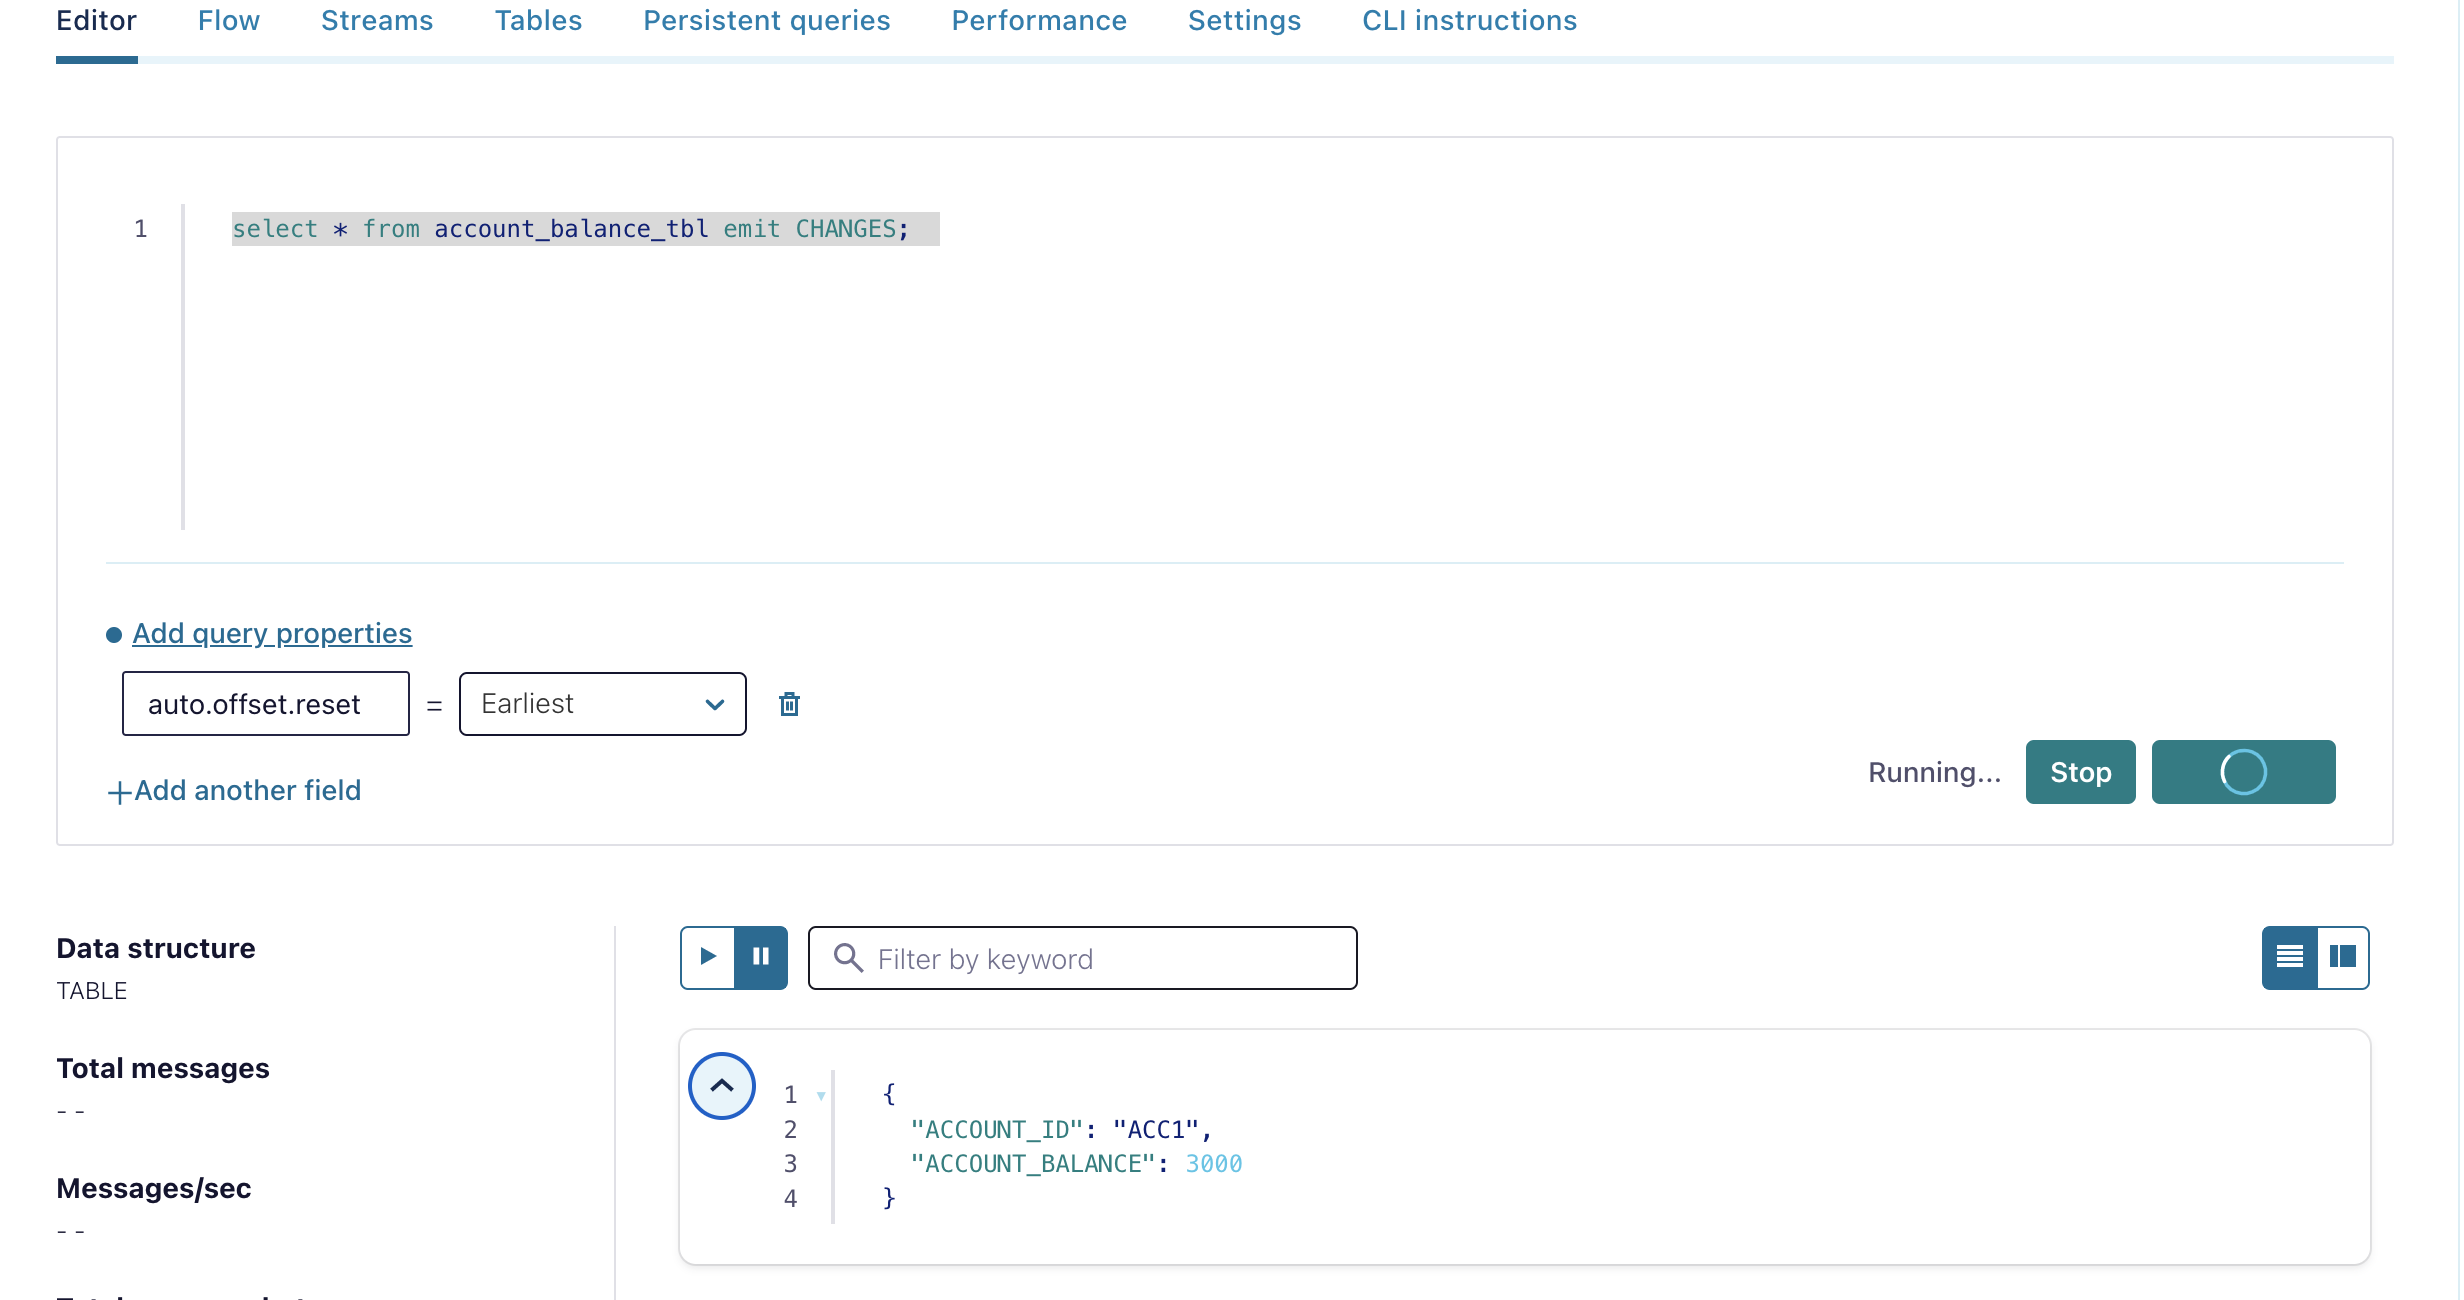 Editor Flow Streams Tables Persistent queries Performance Settings CLI instructions
1 select * from account_balance_tbl emit CHANGES;
Add query properties
auto.offset.reset = Earliest
+Add another field
Running... Stop
Data structure
TABLE
Total messages
--
Messages/sec
--
Filter by keyword
1 {
2 "ACCOUNT_ID": "ACC1",
3 "ACCOUNT_BALANCE": 3000
4 }